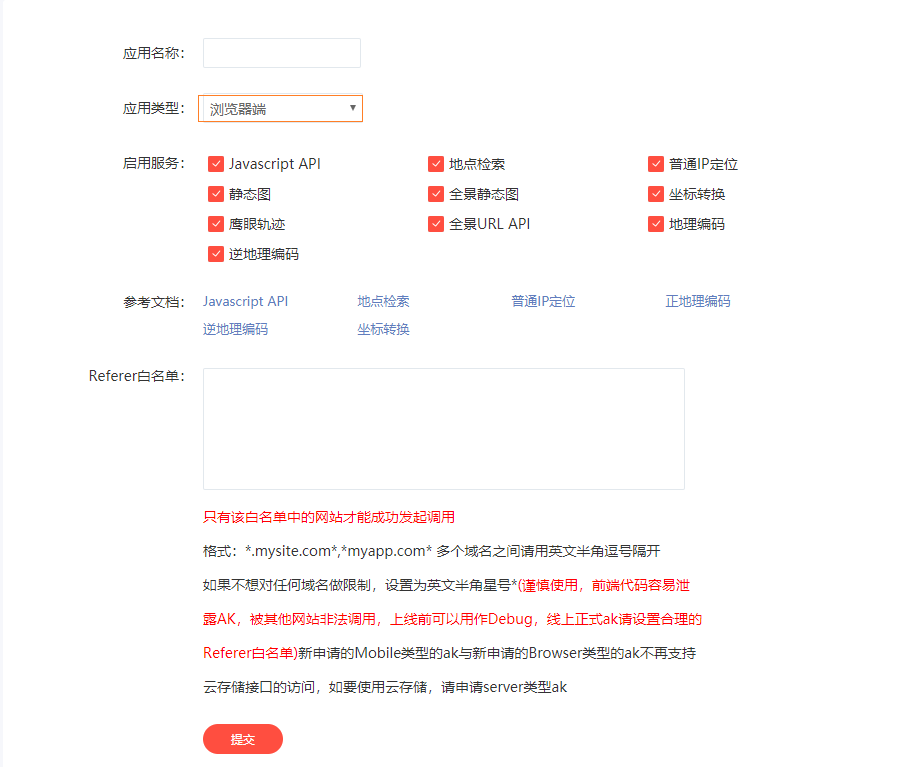 应用名称：
应用类型： 浏览器端
启用服务： Javascript API 地点检索 普通IP定位
静态图 全景静态图 坐标转换
鹰眼轨迹 全景URL API 地理编码
逆地理编码
参考文档： Javascript API 地点检索 普通IP定位 正地理编码
逆地理编码 坐标转换
Referer白名单：
只有该白名单中的网站才能成功发起调用
格式：*.mysite.com*,*myapp.com* 多个域名之间请用英文半角逗号隔开
如果不想对任何域名做限制，设置为英文半角星号*(谨慎使用，前端代码容易泄
露AK，被其他网站非法调用，上线前可以用作Debug，线上正式ak请设置合理的
Referer白名单)新申请的Mobile类型的ak与新申请的Browser类型的ak不再支持
云存储接口的访问，如要使用云存储，请申请server类型ak
提交